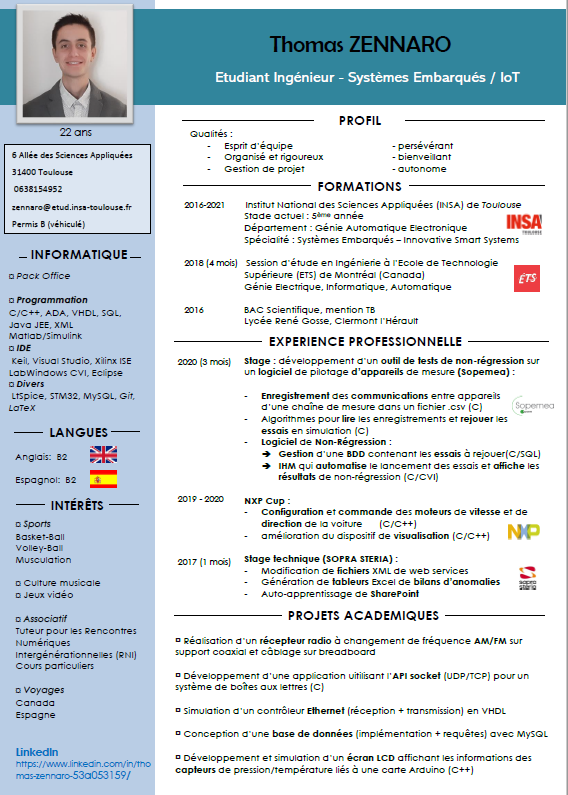 Thomas ZENNARO
Etudiant Ingénieur - Systèmes Embarqués / IoT
22 ans
6 Allée des Sciences Appliquées
31400 Toulouse
0638154952
zennaro@etud.insa-toulouse.fr
Permis B (véhiculé)
INFORMATIQUE
Pack Office
Programmation
C/C++, ADA, VHDL, SQL,
Java JEE, XML
Matlab/Simulink
IDE
Keil, Visual Studio, Xilinx ISE
LabWindows CVI, Eclipse
Divers
LtSpice, STM32, MySQL, Git,
LaTeX
LANGUES
Anglais: B2
Espagnol: B2
INTÉRÊTS
Sports
Basket-Ball
Volley-Ball
Musculation
Culture musicale
Jeux vidéo
Associatif
Tuteur pour les Rencontres
Numériques
Intergénérationnelles (RNI)
Cours particuliers
Voyages
Canada
Espagne
LinkedIn
https://www.linkedin.com/in/tho
mas-zennaro-53a053159/
PROFIL
Qualités :
- Esprit d'équipe - persévérant
- Organisé et rigoureux - bienveillant
- Gestion de projet - autonome
FORMATIONS
2016-2021 Institut National des Sciences Appliquées (INSA) de Toulouse
Stade actuel : 5ème année
Département : Génie Automatique Electronique
Spécialité : Systèmes Embarqués – Innovative Smart Systems
INSA
TOULOUSE
2018 (4 mois) Session d'étude en Ingénierie à l'Ecole de Technologie
Supérieure (ETS) de Montréal (Canada)
Génie Electrique, Informatique, Automatique
ÉTS
2016 BAC Scientifique, mention TB
Lycée René Gosse, Clermont l'Hérault
EXPERIENCE PROFESSIONNELLE
2020 (3 mois) Stage : développement d'un outil de tests de non-régression sur
un logiciel de pilotage d'appareils de mesure (Sopemea) :
- Enregistrement des communications entre appareils
d'une chaîne de mesure dans un fichier .csv (C)
Sopemea
- Algorithmes pour lire les enregistrements et rejouer les
essais en simulation (C)
- Logiciel de Non-Régression :
➔ Gestion d'une BDD contenant les essais à rejouer(C/SQL)
➔ IHM qui automatise le lancement des essais et affiche les
résultats de non-régression (C/CVI)
2019 - 2020 NXP Cup :
- Configuration et commande des moteurs de vitesse et de
direction de la voiture (C/C++)
- amélioration du dispositif de visualisation (C/C++)
NXP
2017 (1 mois) Stage technique (SOPRA STERIA) :
- Modification de fichiers XML de web services
- Génération de tableurs Excel de bilans d'anomalies
- Auto-apprentissage de SharePoint
sopra
steria
PROJETS ACADEMIQUES
Réalisation d'un récepteur radio à changement de fréquence AM/FM sur
support coaxial et câblage sur breadboard
Développement d'une application uitilisant l'API socket (UDP/TCP) pour un
système de boîtes aux lettres (C)
Simulation d'un contrôleur Ethernet (réception + transmission) en VHDL
Conception d'une base de données (implémentation + requêtes) avec MySQL
Développement et simulation d'un écran LCD affichant les informations des
capteurs de pression/température liés à une carte Arduino (C++)